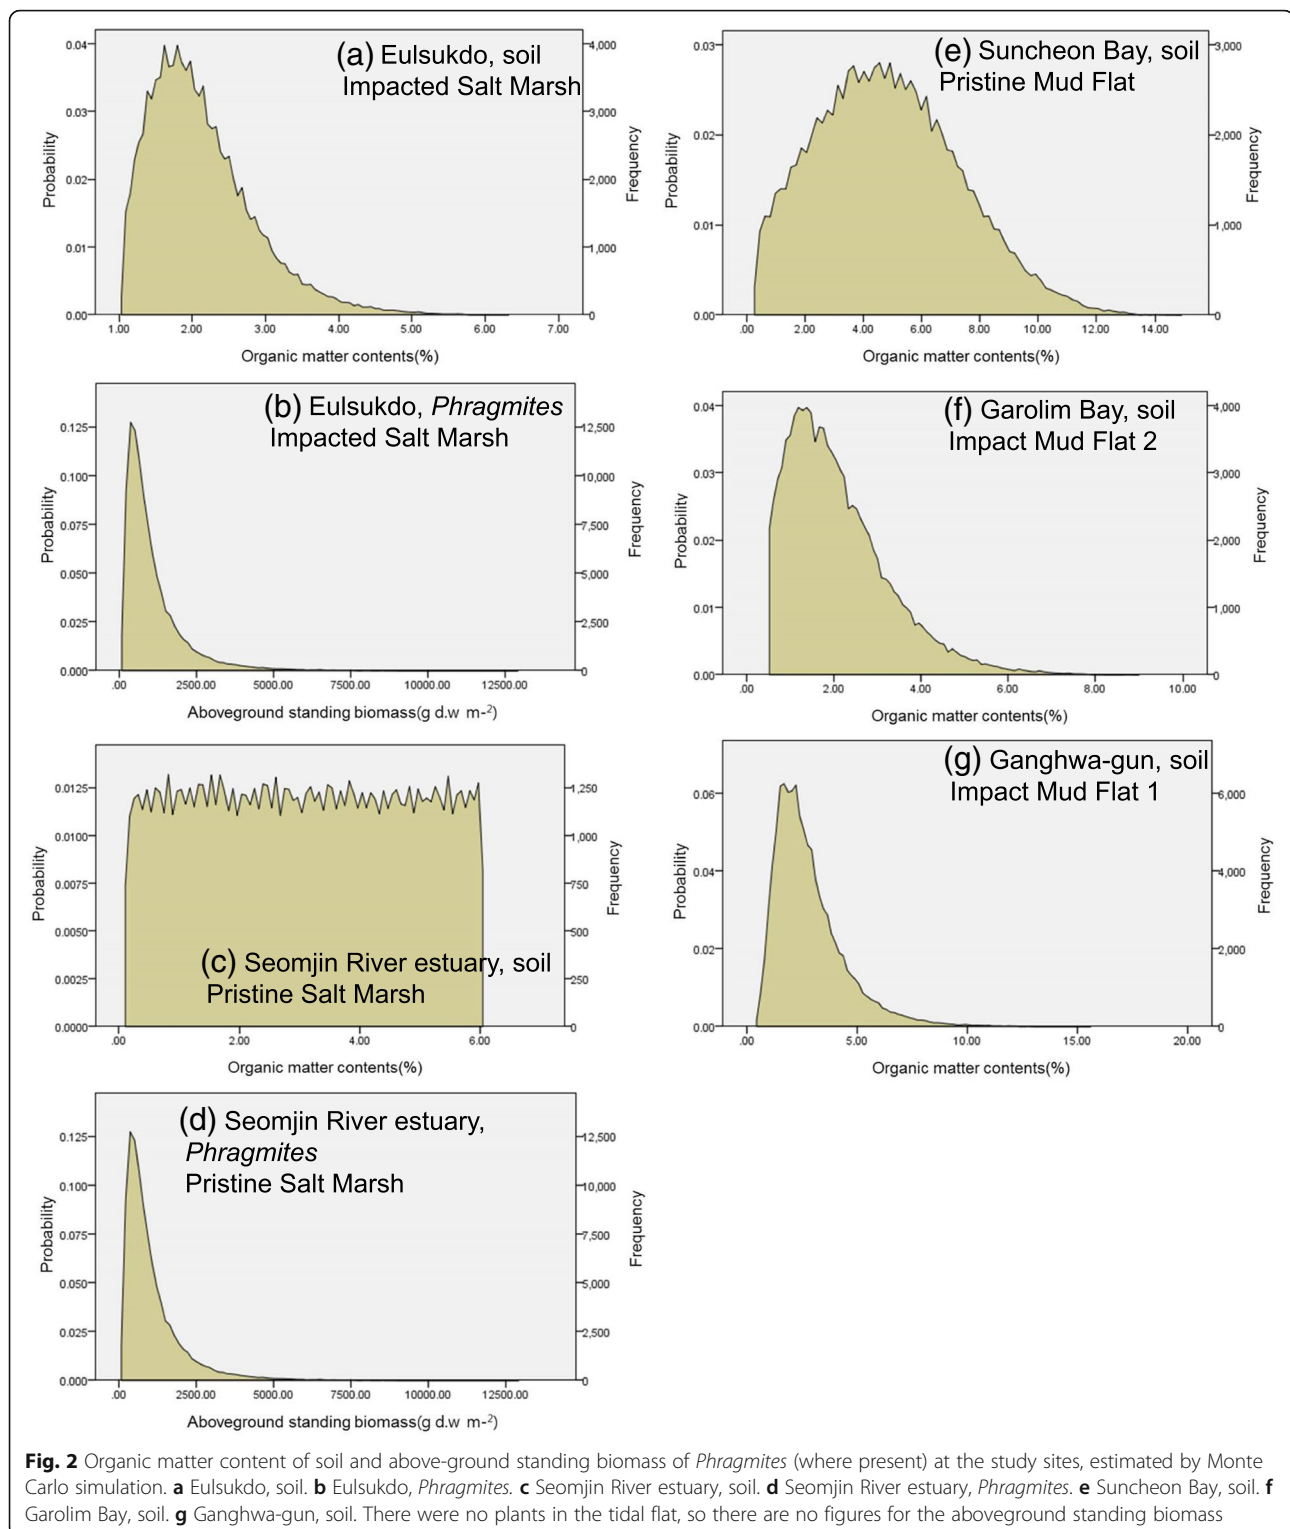 (a) Eulsukdo, soil
Impacted Salt Marsh
0.04
0.03
0.02
0.01
0.00
Probability
4,000
3,000
2,000
1,000
0
Frequency
1.00 2.00 3.00 4.00 5.00 6.00 7.00
Organic matter contents(%)
(e) Suncheon Bay, soil
Pristine Mud Flat
0.03
0.02
0.01
0.00
Probability
3,000
2,000
1,000
0
Frequency
.00 2.00 4.00 6.00 8.00 10.00 12.00 14.00
Organic matter contents(%)
(b) Eulsukdo, Phragmites
Impacted Salt Marsh
0.125
0.100
0.075
0.050
0.025
0.000
Probability
12,500
10,000
7,500
5,000
2,500
0
Frequency
.00 2500.00 5000.00 7500.00 10000.00 12500.00
Aboveground standing biomass(g d.w m-²)
(f) Garolim Bay, soil
Impact Mud Flat 2
0.04
0.03
0.02
0.01
0.00
Probability
4,000
3,000
2,000
1,000
0
Frequency
.00 2.00 4.00 6.00 8.00 10.00
Organic matter contents(%)
(c) Seomjin River estuary, soil
Pristine Salt Marsh
0.0125
0.0100
0.0075
0.0050
0.0025
0.0000
Probability
1,250
1,000
750
500
250
0
Frequency
.00 2.00 4.00 6.00
Organic matter contents(%)
(g) Ganghwa-gun, soil
Impact Mud Flat 1
0.06
0.04
0.02
0.00
Probability
6,000
4,000
2,000
0
Frequency
.00 5.00 10.00 15.00 20.00
Organic matter contents(%)
(d) Seomjin River estuary,
Phragmites
Pristine Salt Marsh
0.125
0.100
0.075
0.050
0.025
0.000
Probability
12,500
10,000
7,500
5,000
2,500
0
Frequency
.00 2500.00 5000.00 7500.00 10000.00 12500.00
Aboveground standing biomass(g d.w m-²)
Fig. 2 Organic matter content of soil and above-ground standing biomass of Phragmites (where present) at the study sites, estimated by Monte
Carlo simulation. a Eulsukdo, soil. b Eulsukdo, Phragmites. c Seomjin River estuary, soil. d Seomjin River estuary, Phragmites. e Suncheon Bay, soil. f
Garolim Bay, soil. g Ganghwa-gun, soil. There were no plants in the tidal flat, so there are no figures for the aboveground standing biomass